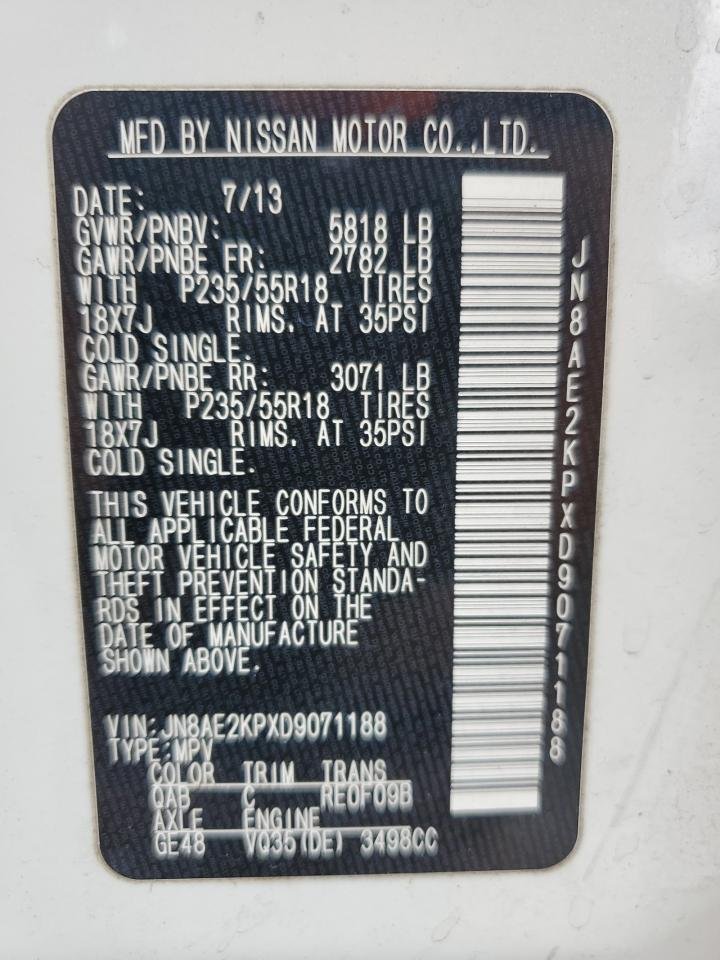 MFD BY NISSAN MOTOR CO.,LTD.
DATE: 7/13
GVWR/PNBV: 5818 LB
GAWR/PNBE FR: 2782 LB
WITH P235/55R18 TIRES
18X7J RIMS. AT 35PSI
COLD SINGLE.
GAWR/PNBE RR: 3071 LB
WITH P235/55R18 TIRES
18X7J RIMS. AT 35PSI
COLD SINGLE.
THIS VEHICLE CONFORMS TO
ALL APPLICABLE FEDERAL
MOTOR VEHICLE SAFETY AND
THEFT PREVENTION STANDA-
RDS IN EFFECT ON THE
DATE OF MANUFACTURE
SHOWN ABOVE.
VIN:JN8AE2KPXD9071188
TYPE:MPV
COLOR TRIM TRANS
QAB C RE0F09B
AXLE ENGINE
GE48 VQ35(DE) 3498CC
JN8AE2KPXD9071188